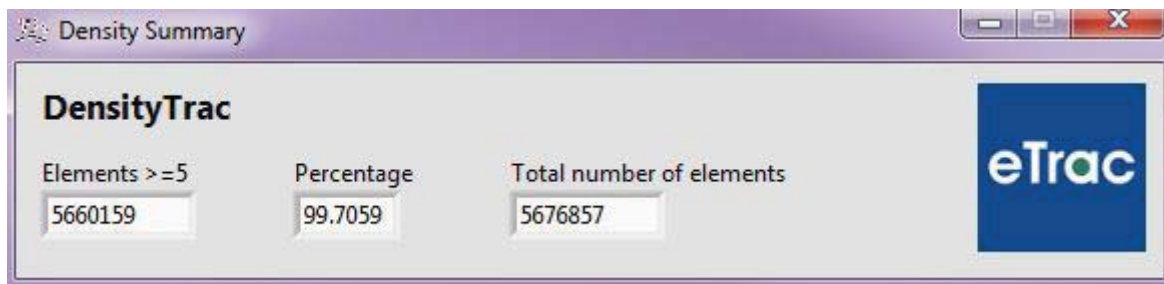 Density Summary
DensityTrac
Elements >=5 Percentage Total number of elements
5660159 99.7059 5676857
eTrac